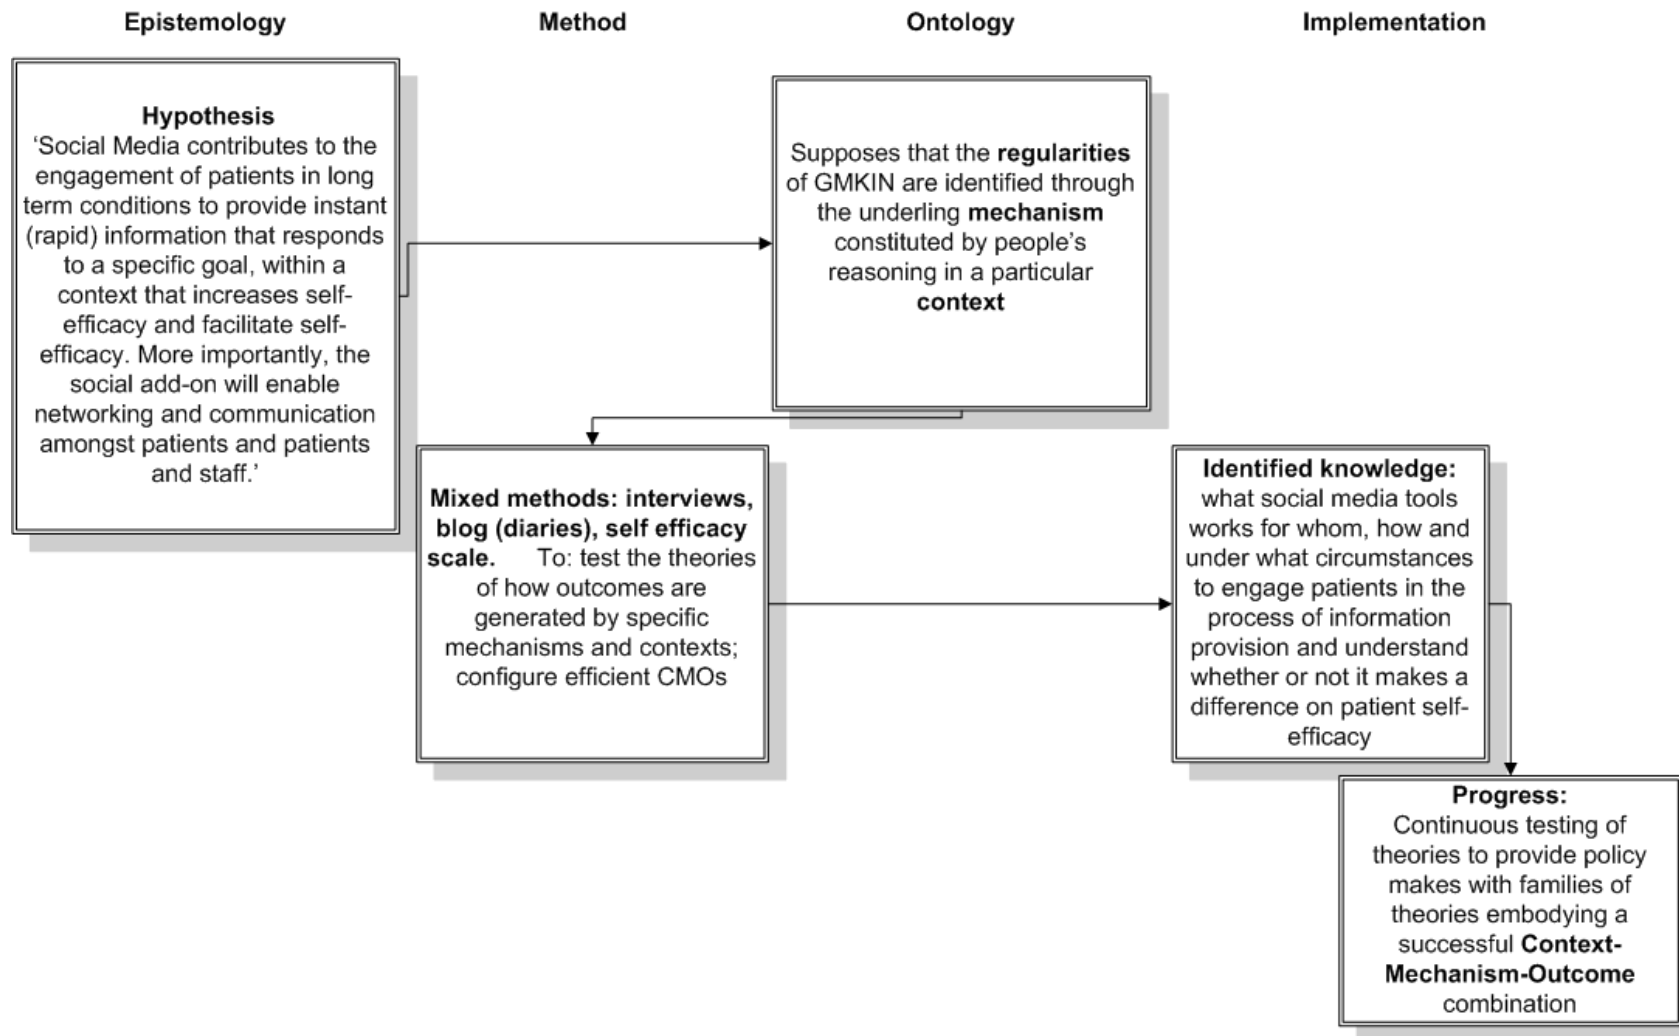 Epistemology
Method
Ontology
Implementation
Hypothesis
‘Social Media contributes to the
engagement of patients in long
term conditions to provide instant
(rapid) information that responds
to a specific goal, within a
context that increases self-
efficacy and facilitate self-
efficacy. More importantly, the
social add-on will enable
networking and communication
amongst patients and patients
and staff.’
Supposes that the regularities
of GMKIN are identified through
the underling mechanism
constituted by people’s
reasoning in a particular
context
Mixed methods: interviews,
blog (diaries), self efficacy
scale. To: test the theories
of how outcomes are
generated by specific
mechanisms and contexts;
configure efficient CMOs
Identified knowledge:
what social media tools
works for whom, how and
under what circumstances
to engage patients in the
process of information
provision and understand
whether or not it makes a
difference on patient self-
efficacy
Progress:
Continuous testing of
theories to provide policy
makes with families of
theories embodying a
successful Context-
Mechanism-Outcome
combination